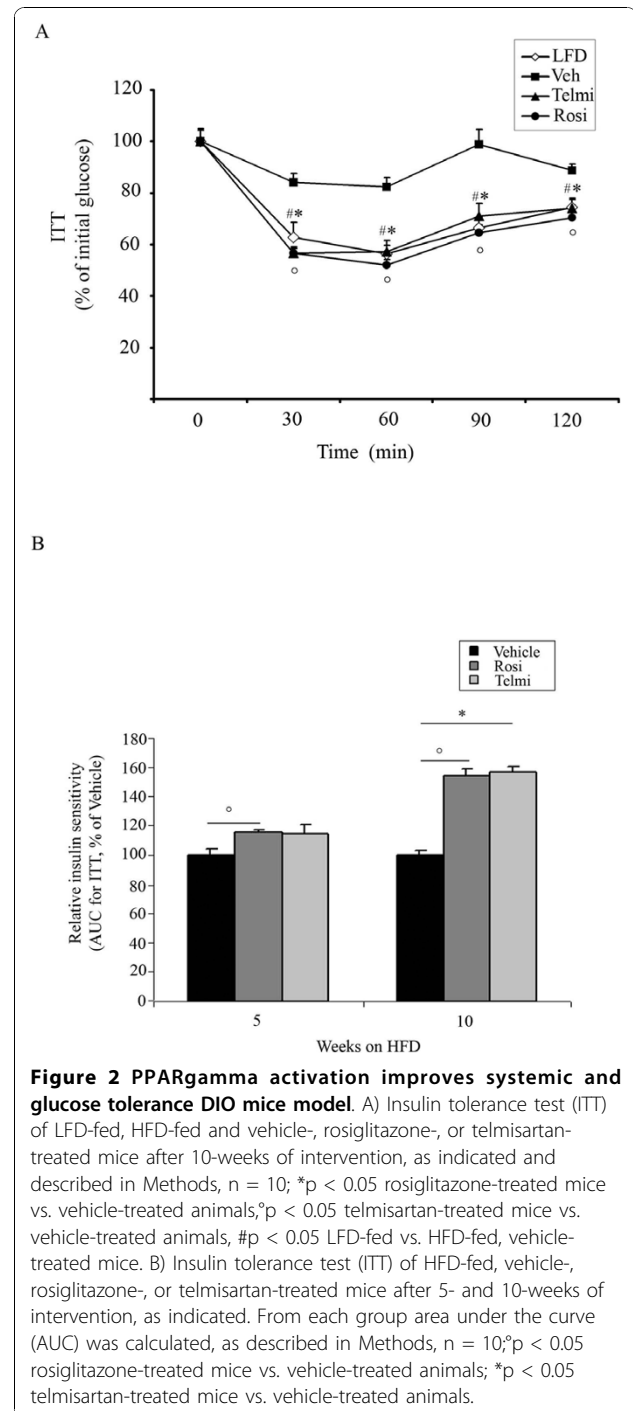 A
LFD
Veh
Telmi
Rosi
120
100
80
60
40
20
ITT
(% of initial glucose)
#*
#*
#*
#*
°
°
°
°
0 30 60 90 120
Time (min)
B
Vehicle
Rosi
Telmi
180
160
140
120
100
80
60
40
20
0
Relative insulin sensitivity
(AUC for ITT, % of Vehicle)
°
*
°
5 10
Weeks on HFD
Figure 2 PPARgamma activation improves systemic and
glucose tolerance DIO mice model. A) Insulin tolerance test (ITT)
of LFD-fed, HFD-fed and vehicle-, rosiglitazone-, or telmisartan-
treated mice after 10-weeks of intervention, as indicated and
described in Methods, n = 10; *p < 0.05 rosiglitazone-treated mice
vs. vehicle-treated animals,°p < 0.05 telmisartan-treated mice vs.
vehicle-treated animals, #p < 0.05 LFD-fed vs. HFD-fed, vehicle-
treated mice. B) Insulin tolerance test (ITT) of HFD-fed, vehicle-,
rosiglitazone-, or telmisartan-treated mice after 5- and 10-weeks of
intervention, as indicated. From each group area under the curve
(AUC) was calculated, as described in Methods, n = 10;°p < 0.05
rosiglitazone-treated mice vs. vehicle-treated animals; *p < 0.05
telmisartan-treated mice vs. vehicle-treated animals.